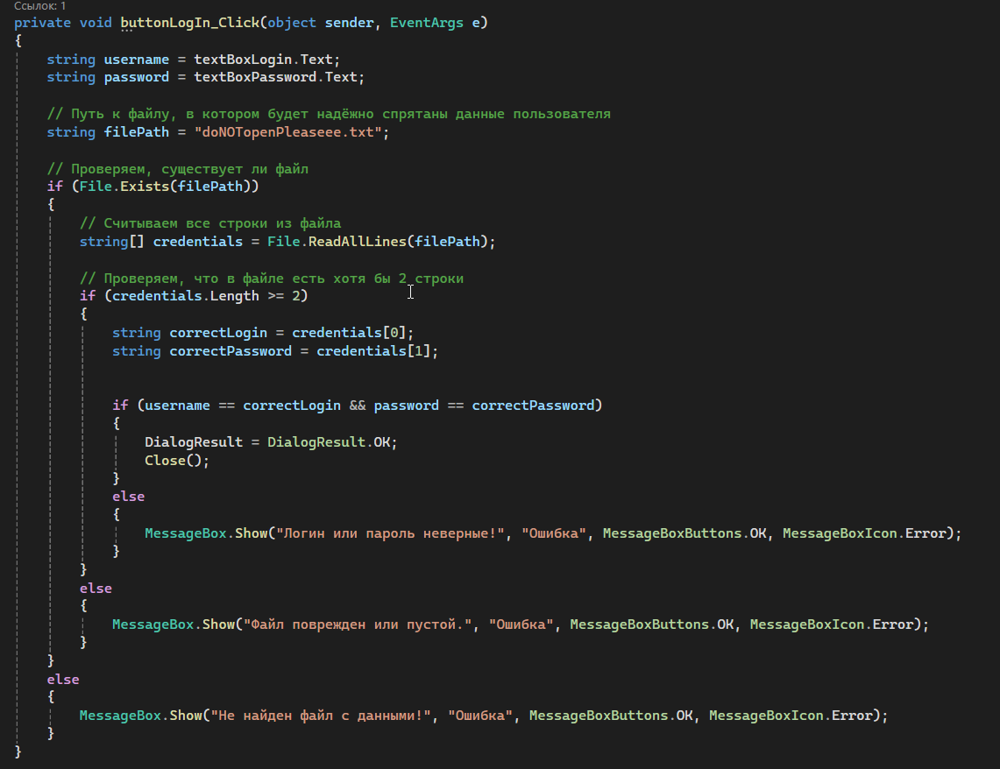 Ссылок: 1
private void buttonLogIn_Click(object sender, EventArgs e)
{
string username = textBoxLogin.Text;
string password = textBoxPassword.Text;
// Путь к файлу, в котором будет надёжно спрятаны данные пользователя
string filePath = "doNOTopenPleaseee.txt";
// Проверяем, существует ли файл
if (File.Exists(filePath))
{
// Считываем все строки из файла
string[] credentials = File.ReadAllLines(filePath);
// Проверяем, что в файле есть хотя бы 2 строки
if (credentials.Length >= 2)
{
string correctLogin = credentials[0];
string correctPassword = credentials[1];
if (username == correctLogin && password == correctPassword)
{
DialogResult = DialogResult.OK;
Close();
}
else
{
MessageBox.Show("Логин или пароль неверные!", "Ошибка", MessageBoxButtons.OK, MessageBoxIcon.Error);
}
}
else
{
MessageBox.Show("Файл поврежден или пустой.", "Ошибка", MessageBoxButtons.OK, MessageBoxIcon.Error);
}
}
else
{
MessageBox.Show("Не найден файл с данными!", "Ошибка", MessageBoxButtons.OK, MessageBoxIcon.Error);
}
}